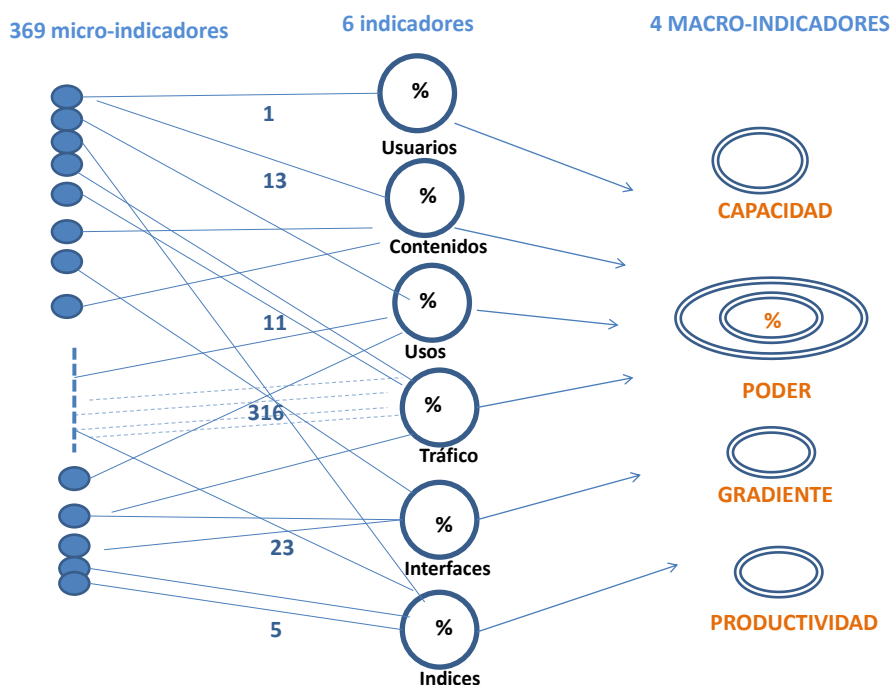 369 micro-indicadores
6 indicadores
4 MACRO-INDICADORES
%
1
Usuarios
13
%
CAPACIDAD
Contenidos
%
11
%
Usos
PODER
316
%
Tráfico
GRADIENTE
23
%
Interfaces
PRODUCTIVIDAD
5
%
Indices